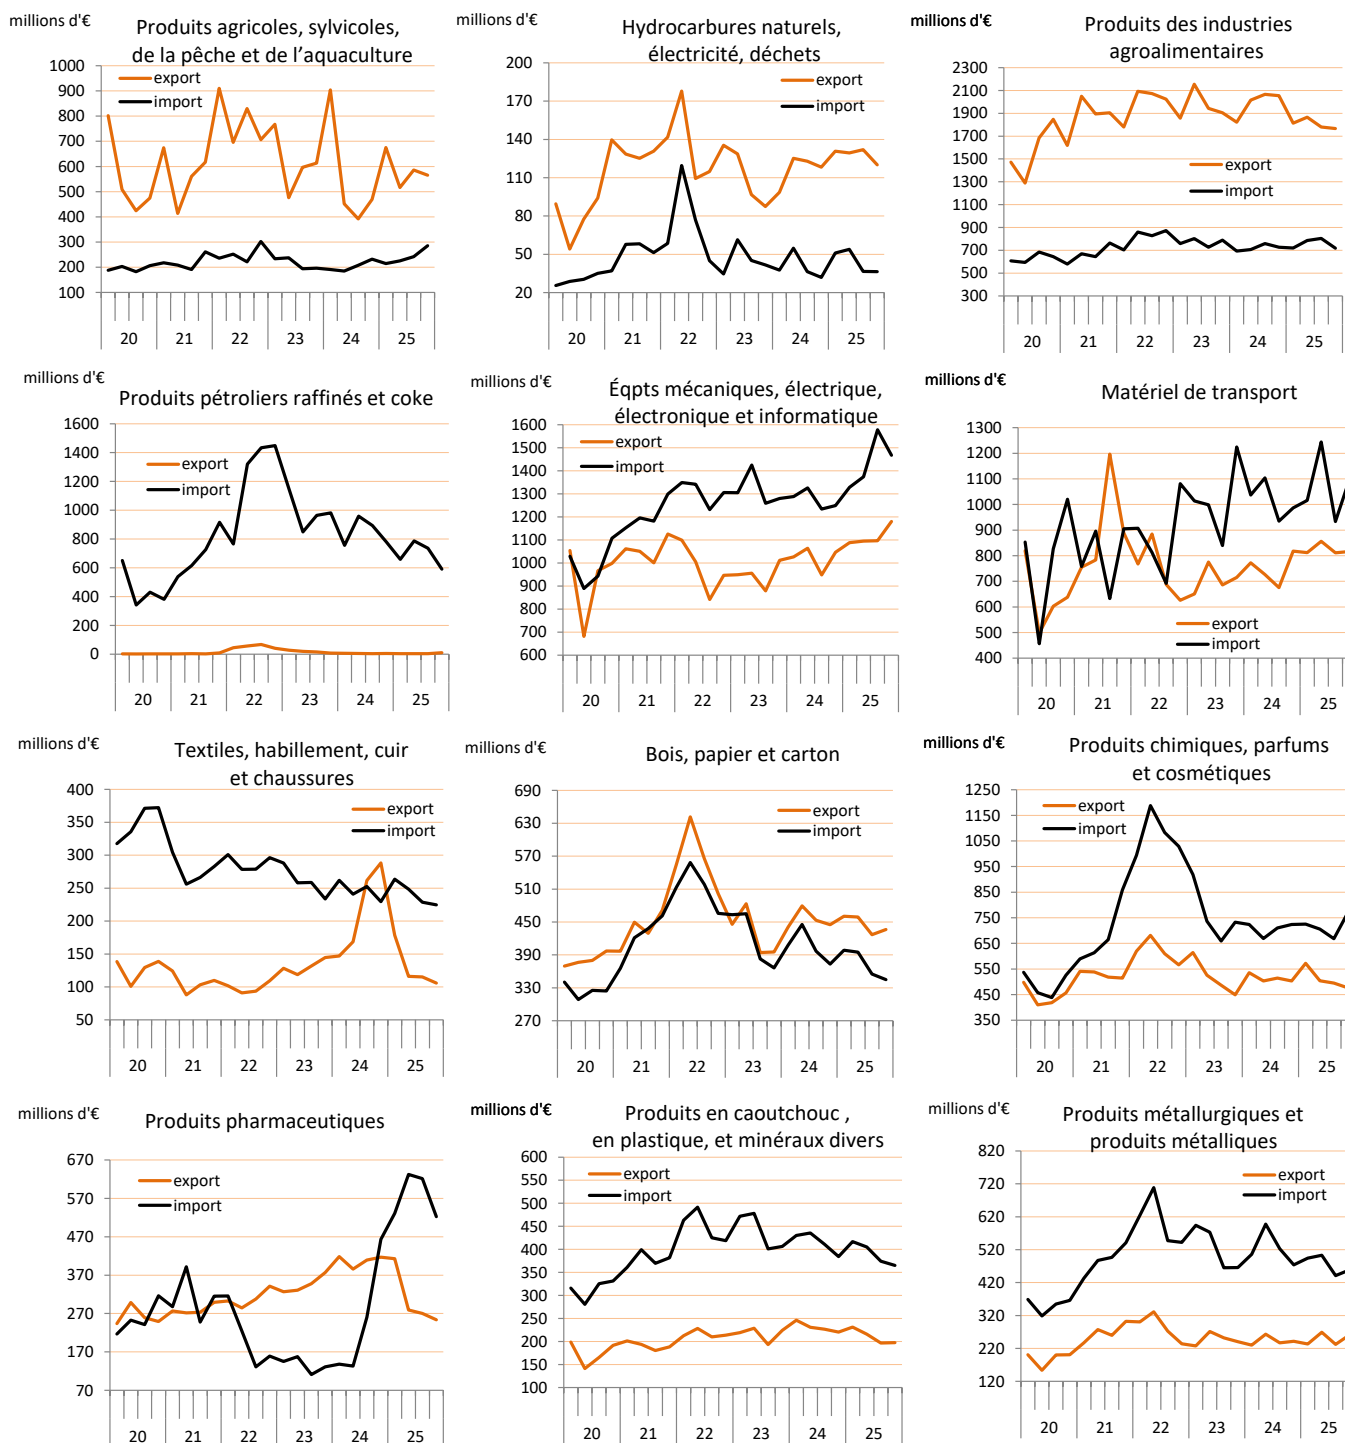 millions d'€
Produits agricoles, sylvicoles,
de la pêche et de l'aquaculture
1000
900
800
700
600
500
400
300
200
100
export
import
20 21 22 23 24 25
millions d'€
Hydrocarbures naturels,
électricité, déchets
200
170
140
110
80
50
20
export
import
20 21 22 23 24 25
millions d'€
Produits des industries
agroalimentaires
2300
2100
1900
1700
1500
1300
1100
900
700
500
300
export
import
20 21 22 23 24 25
millions d'€
Produits pétroliers raffinés et coke
1600
1400
1200
1000
800
600
400
200
0
export
import
20 21 22 23 24 25
millions d'€
Éqpts mécaniques, électrique,
électronique et informatique
1600
1500
1400
1300
1200
1100
1000
900
800
700
600
export
import
20 21 22 23 24 25
millions d'€
Matériel de transport
1300
1200
1100
1000
900
800
700
600
500
400
export
import
20 21 22 23 24 25
millions d'€
Textiles, habillement, cuir
et chaussures
400
350
300
250
200
150
100
50
export
import
20 21 22 23 24 25
millions d'€
Bois, papier et carton
690
630
570
510
450
390
330
270
export
import
20 21 22 23 24 25
millions d'€
Produits chimiques, parfums
et cosmétiques
1250
1150
1050
950
850
750
650
550
450
350
export
import
20 21 22 23 24 25
millions d'€
Produits pharmaceutiques
670
570
470
370
270
170
70
export
import
20 21 22 23 24 25
millions d'€
Produits en caoutchouc ,
en plastique, et minéraux divers
600
550
500
450
400
350
300
250
200
150
100
export
import
20 21 22 23 24 25
millions d'€
Produits métallurgiques et
produits métalliques
820
720
620
520
420
320
220
120
export
import
20 21 22 23 24 25